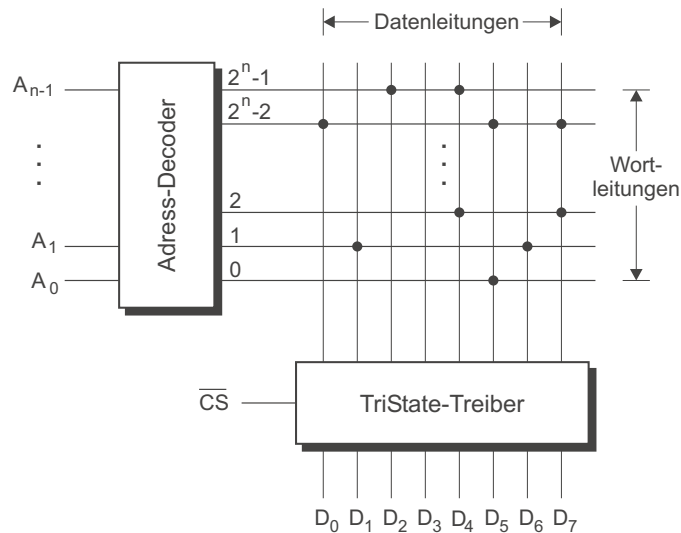 Datenleitungen
A_{n-1}
2^n-1
2^n-2
Adress-Decoder
Wort-
leitungen
2
A_1
1
A_0
0
\overline{CS}
TriState-Treiber
D_0 D_1 D_2 D_3 D_4 D_5 D_6 D_7